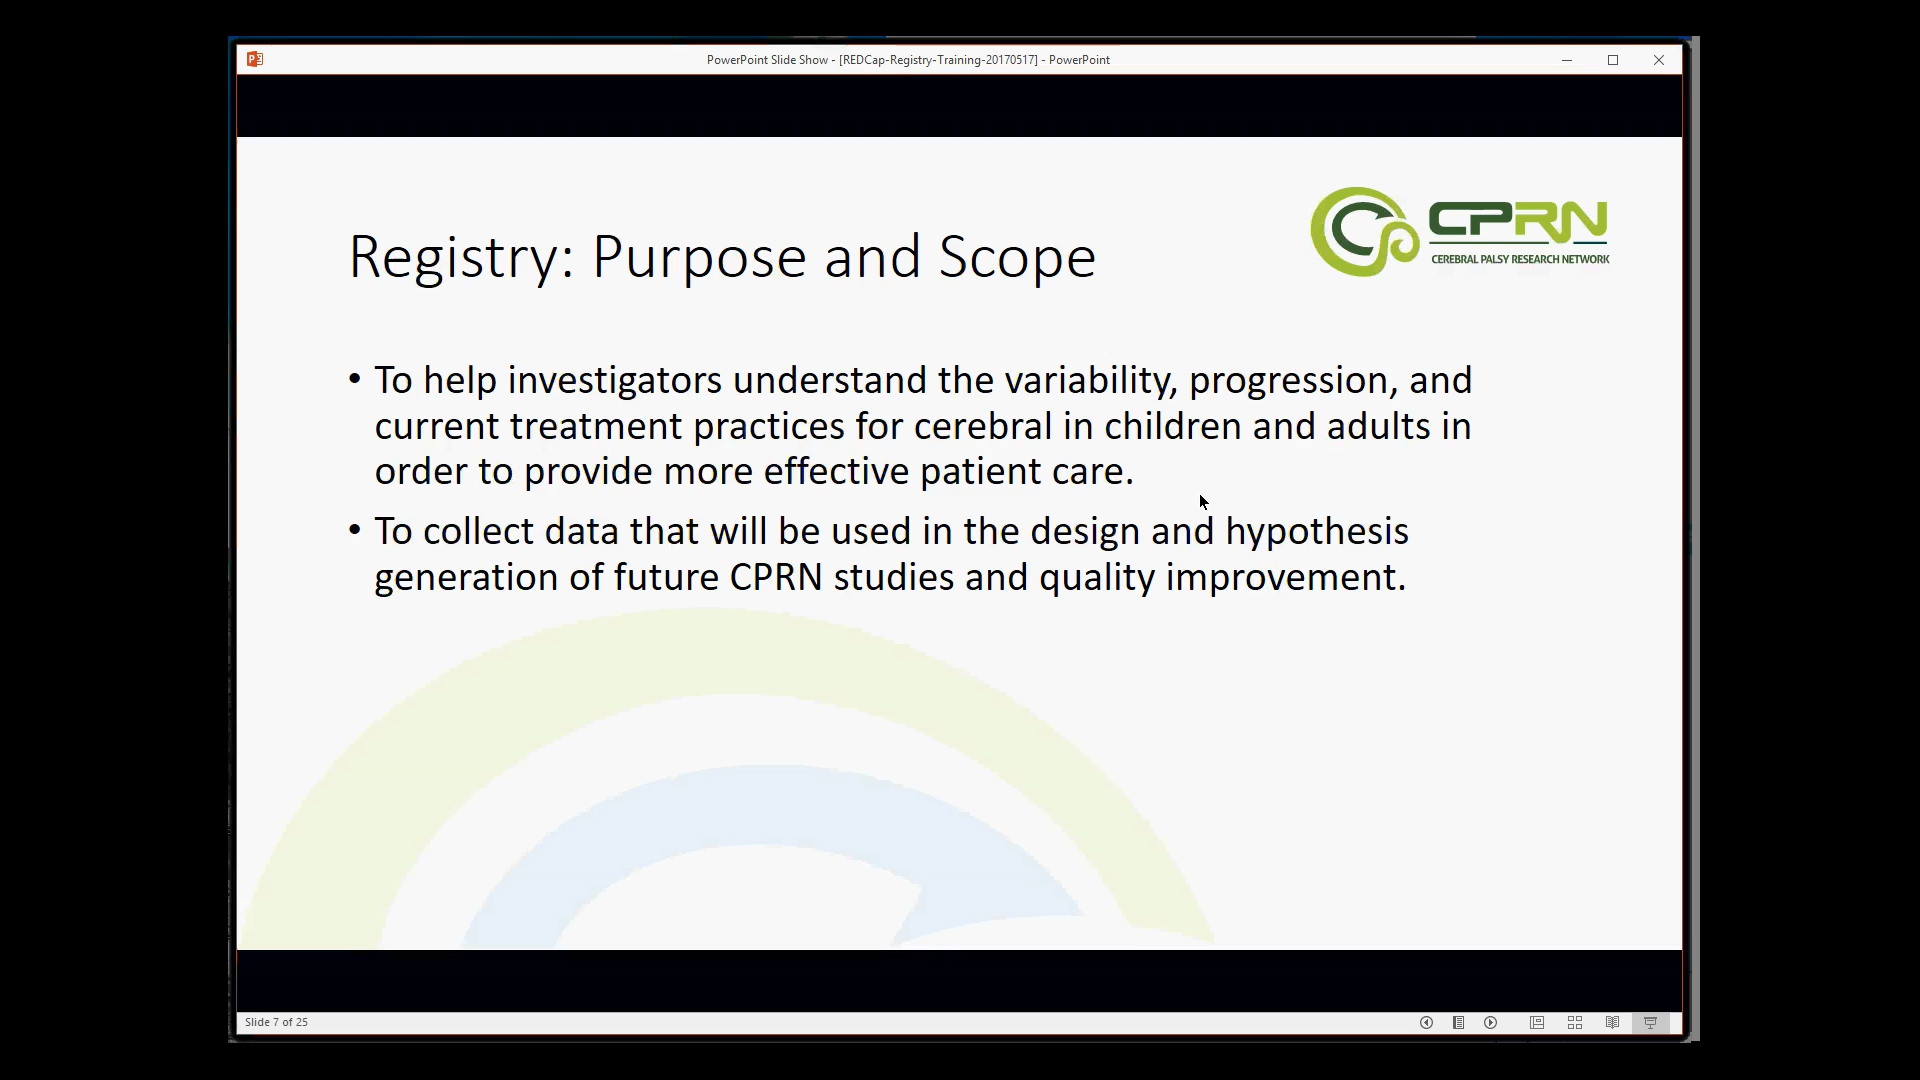 PowerPoint Slide Show - [REDCap-Registry-Training-20170517] - PowerPoint
CPRN
CEREBRAL PALSY RESEARCH NETWORK
Registry: Purpose and Scope
• To help investigators understand the variability, progression, and
current treatment practices for cerebral in children and adults in
order to provide more effective patient care.
• To collect data that will be used in the design and hypothesis
generation of future CPRN studies and quality improvement.
Slide 7 of 25